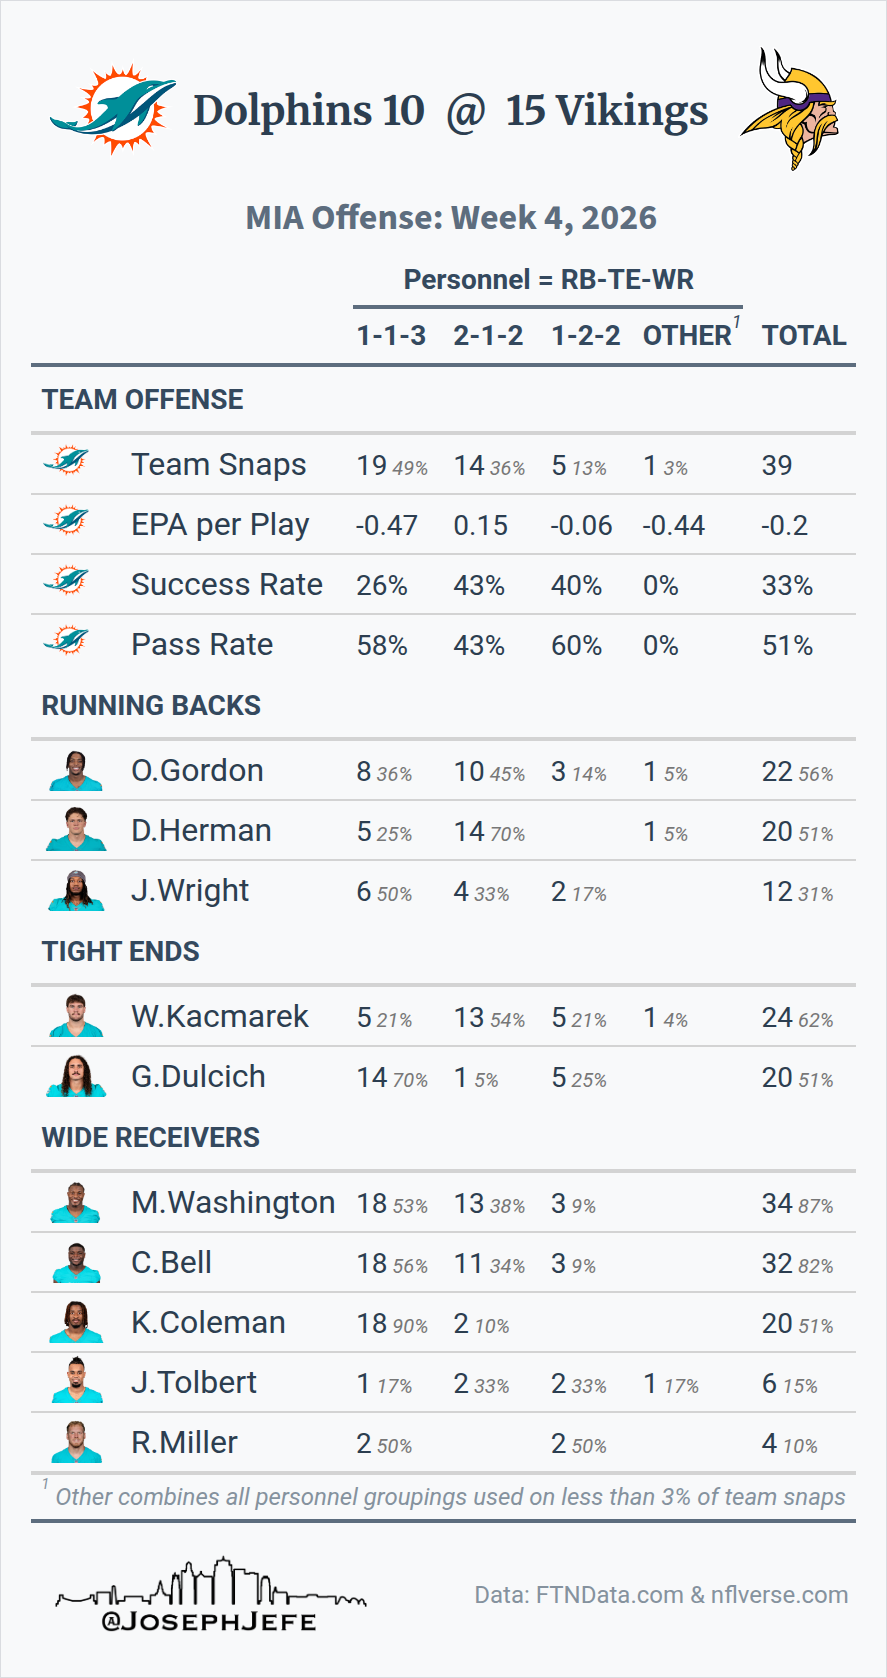 Dolphins 10 @ 15 Vikings
MIA Offense: Week 4, 2026
Personnel = RB-TE-WR
1-1-3 2-1-2 1-2-2 OTHER1 TOTAL
TEAM OFFENSE
Team Snaps 19 49% 14 36% 5 13% 1 3% 39
EPA per Play -0.47 0.15 -0.06 -0.44 -0.2
Success Rate 26% 43% 40% 0% 33%
Pass Rate 58% 43% 60% 0% 51%
RUNNING BACKS
O.Gordon 8 36% 10 45% 3 14% 1 5% 22 56%
D.Herman 5 25% 14 70% 1 5% 20 51%
J.Wright 6 50% 4 33% 2 17% 12 31%
TIGHT ENDS
W.Kacmarek 5 21% 13 54% 5 21% 1 4% 24 62%
G.Dulcich 14 70% 1 5% 5 25% 20 51%
WIDE RECEIVERS
M.Washington 18 53% 13 38% 3 9% 34 87%
C.Bell 18 56% 11 34% 3 9% 32 82%
K.Coleman 18 90% 2 10% 20 51%
J.Tolbert 1 17% 2 33% 2 33% 1 17% 6 15%
R.Miller 2 50% 2 50% 4 10%
1 Other combines all personnel groupings used on less than 3% of team snaps
@JOSEPHJEFE
Data: FTNData.com & nflverse.com